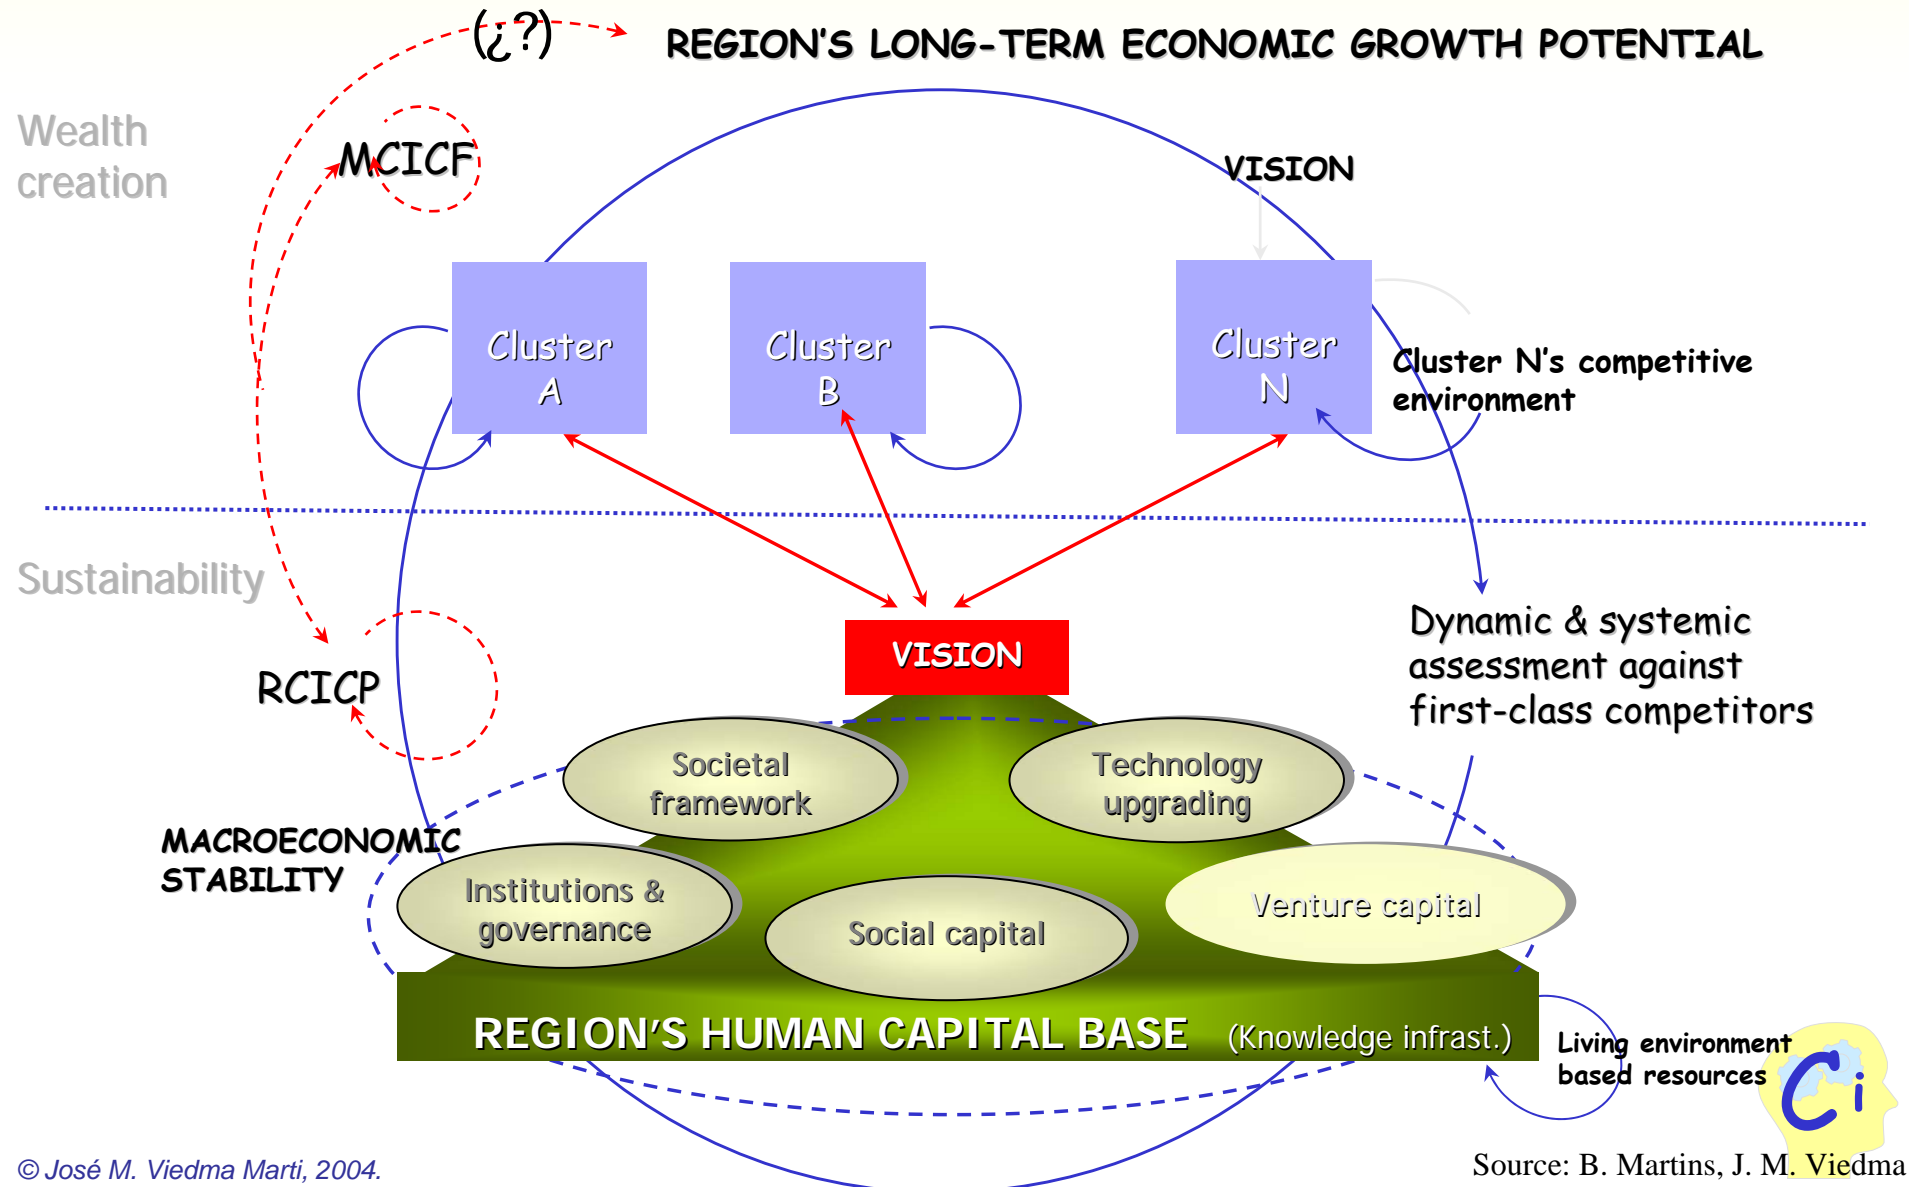 (¿?)
REGION'S LONG-TERM ECONOMIC GROWTH POTENTIAL
Wealth
creation
MCICF
VISION
Cluster
A
Cluster
B
Cluster
N
Cluster N's competitive
environment
Sustainability
VISION
Dynamic & systemic
assessment against
first-class competitors
RCICP
Societal
framework
Technology
upgrading
MACROECONOMIC
STABILITY
Institutions &
governance
Social capital
Venture capital
REGION'S HUMAN CAPITAL BASE (Knowledge infrast.)
Living environment
based resources
Ci
© José M. Viedma Marti, 2004.
Source: B. Martins, J. M. Viedma